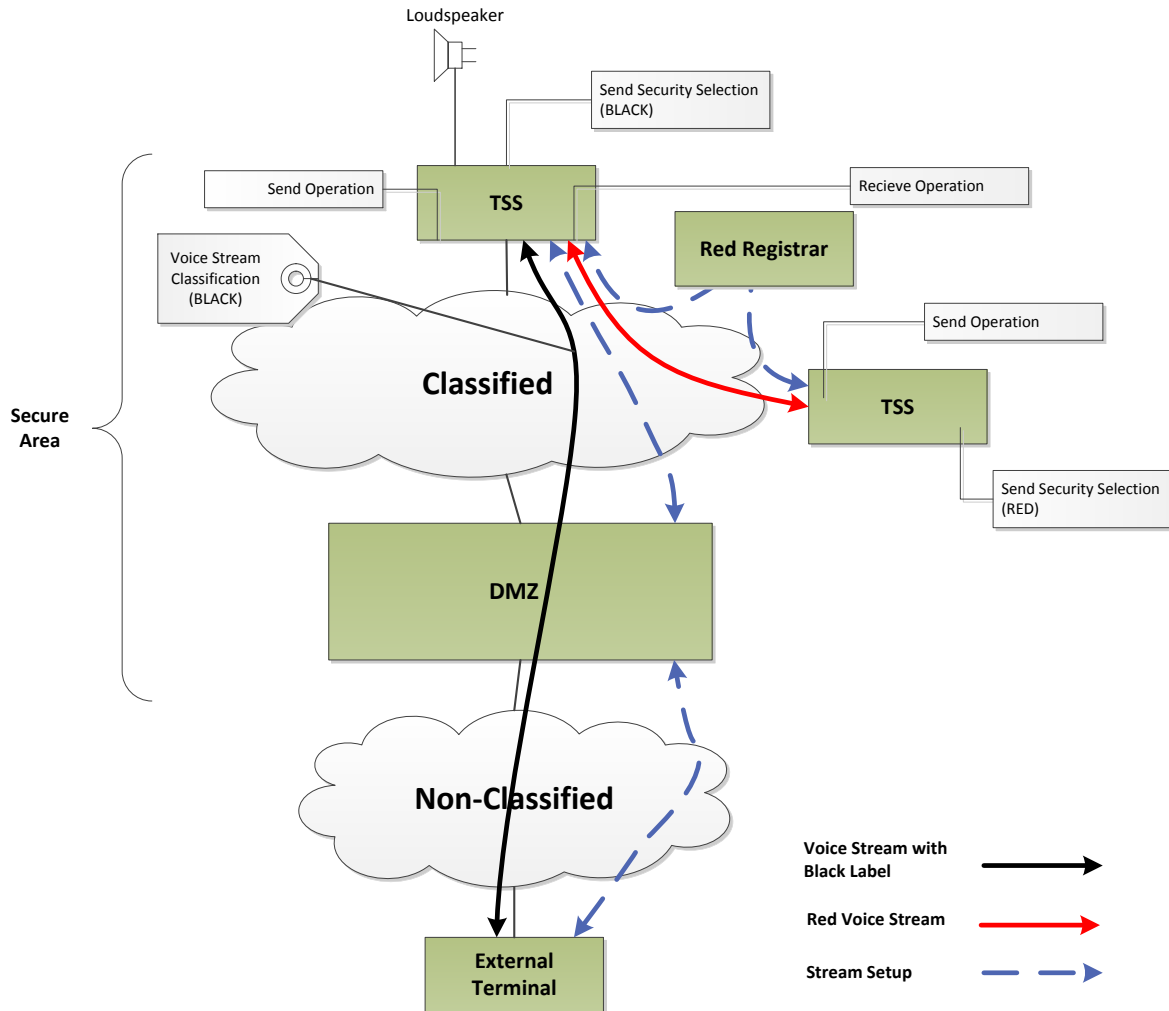 Loudspeaker
Send Security Selection
(BLACK)
Send Operation
TSS
Recieve Operation
Red Registrar
Voice Stream
Classification
(BLACK)
Send Operation
Classified
TSS
Secure
Area
Send Security Selection
(RED)
DMZ
Non-Classified
Voice Stream with
Black Label
Red Voice Stream
External
Terminal
Stream Setup